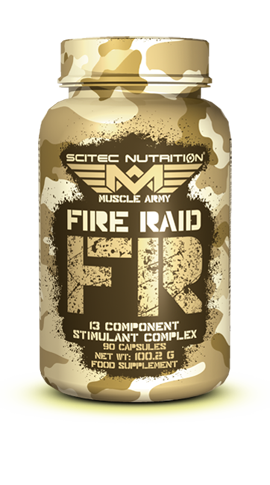 SCITEC NUTRITION®
MUSCLE ARMY
FIRE RAID
FR
13 COMPONENT
STIMULANT COMPLEX
90 CAPSULES
NET WT: 100.2 G
FOOD SUPPLEMENT